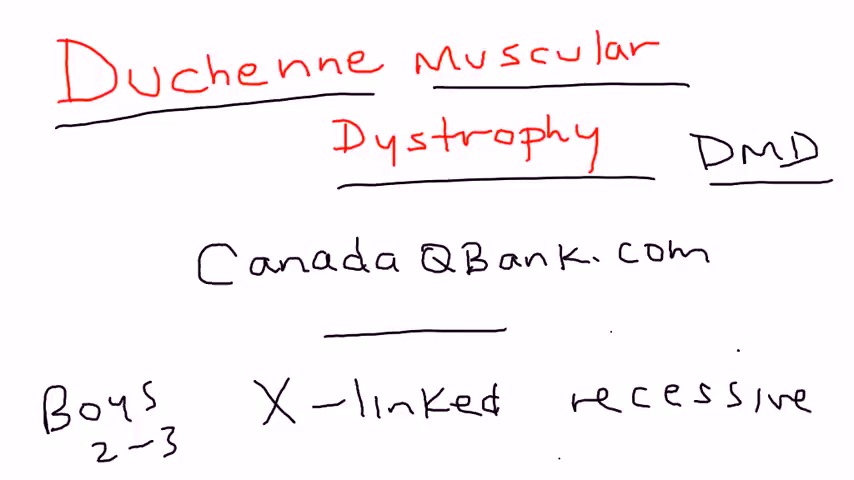 Duchenne Muscular
Dystrophy DMD
CanadaQBank.com
Boys X-linked recessive
2-3